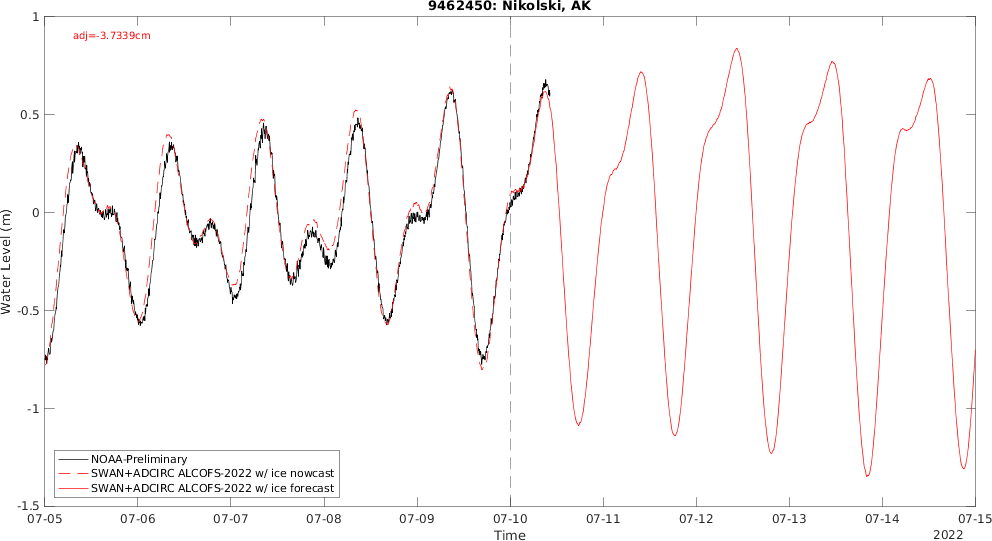 9462450: Nikolski, AK
adj=-3.7339cm
1
0.5
0
-0.5
-1
-1.5
Water Level (m)
NOAA-Preliminary
SWAN+ADCIRC ALCOFS-2022 w/ ice nowcast
SWAN+ADCIRC ALCOFS-2022 w/ ice forecast
07-05 07-06 07-07 07-08 07-09 07-10 07-11 07-12 07-13 07-14 07-15
Time
2022